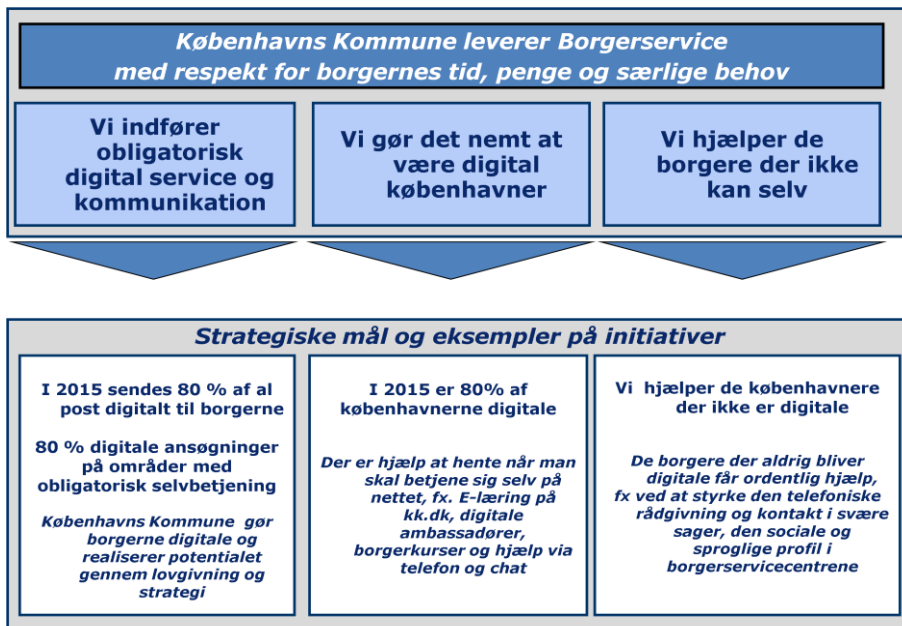 Københavns Kommune leverer Borgerservice
med respekt for borgernes tid, penge og særlige behov
Vi indfører
obligatorisk
digital service og
kommunikation
Vi gør det nemt at
være digital
københavner
Vi hjælper de
borgere der ikke
kan selv
Strategiske mål og eksempler på initiativer
I 2015 sendes 80 % af al
post digitalt til borgerne
80 % digitale ansøgninger
på områder med
obligatorisk selvbetjening
Københavns Kommune gør
borgerne digitale og
realiserer potentialet
gennem lovgivning og
strategi
I 2015 er 80% af
københavnerne digitale
Der er hjælp at hente når man
skal betjene sig selv på
nettet, fx. E-læring på
kk.dk, digitale
ambassadører,
borgerkurser og hjælp via
telefon og chat
Vi hjælper de københavnere
der ikke er digitale
De borgere der aldrig bliver
digitale får ordentlig hjælp,
fx ved at styrke den telefoniske
rådgivning og kontakt i svære
sager, den sociale og
sproglige profil i
borgerservicecentrene